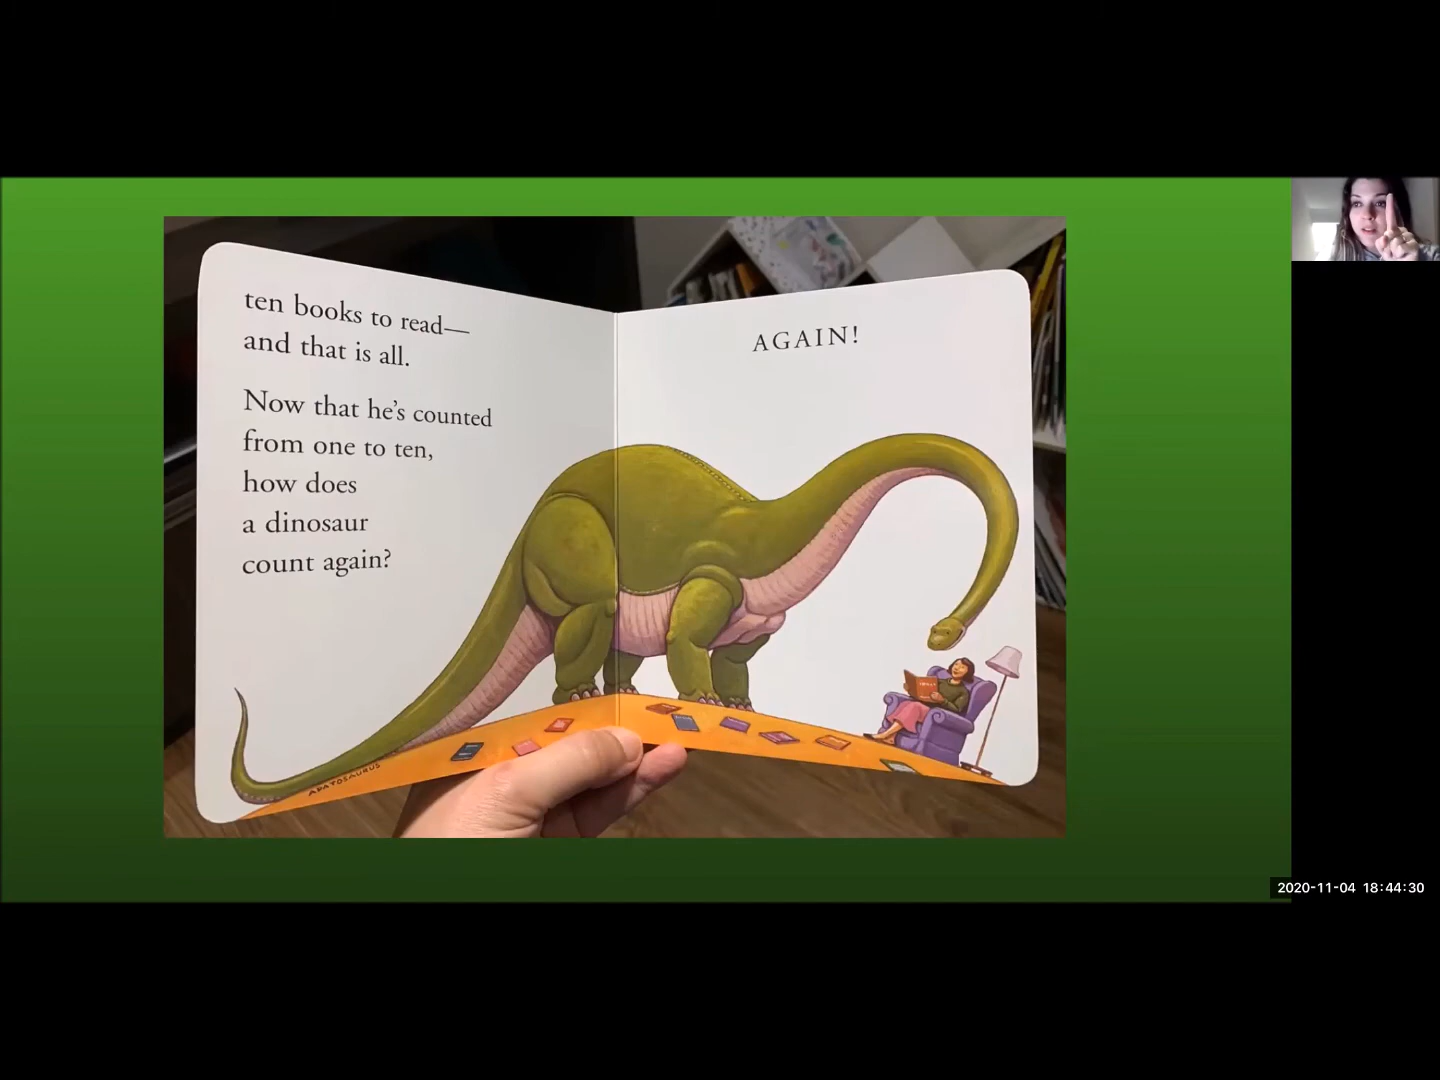 ten books to read—
and that is all.
Now that he's counted
from one to ten,
how does
a dinosaur
count again?
AGAIN!
APATOSAURUS
2020-11-04 18:44:30